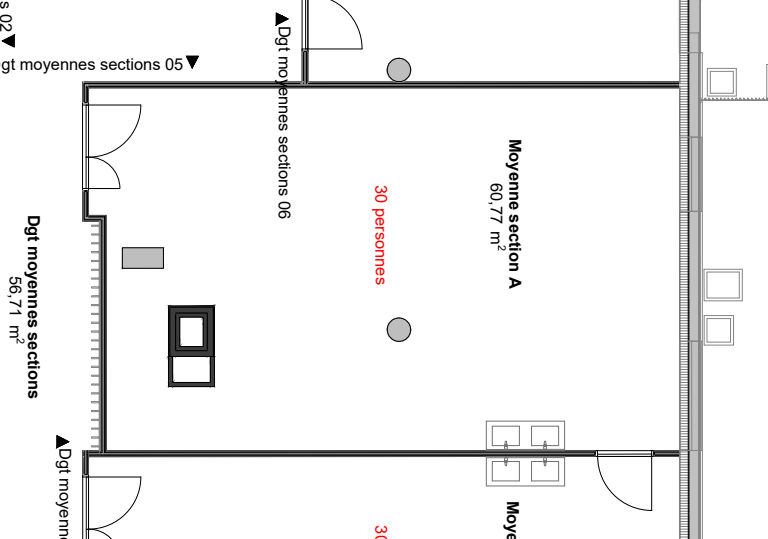 s 02
gt moyennes sections 05
Dgt moyennes sections 06
Moyenne section A
60,77 m²
30 personnes
Dgt moyennes sections
56,71 m²
Dgt moyenne
Moye
30